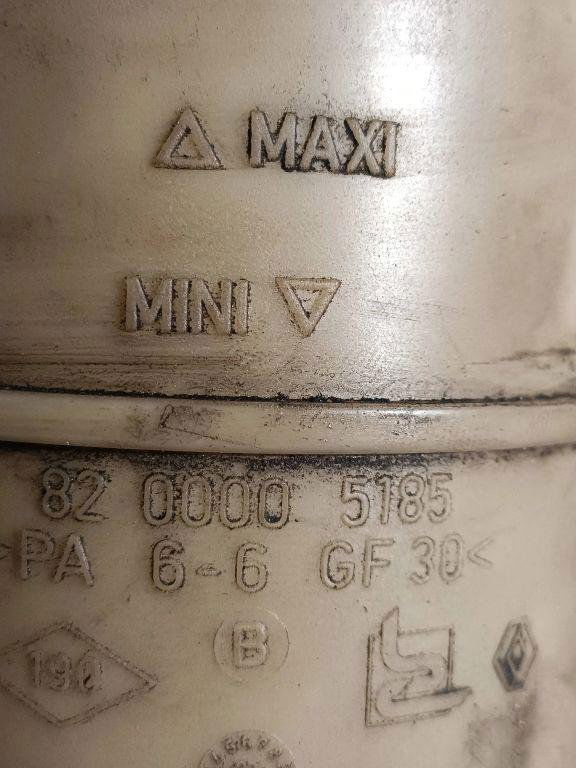 △ MAXI
MINI ▽
82 0000 5185
>PA 6-6 GF 30<
190
B